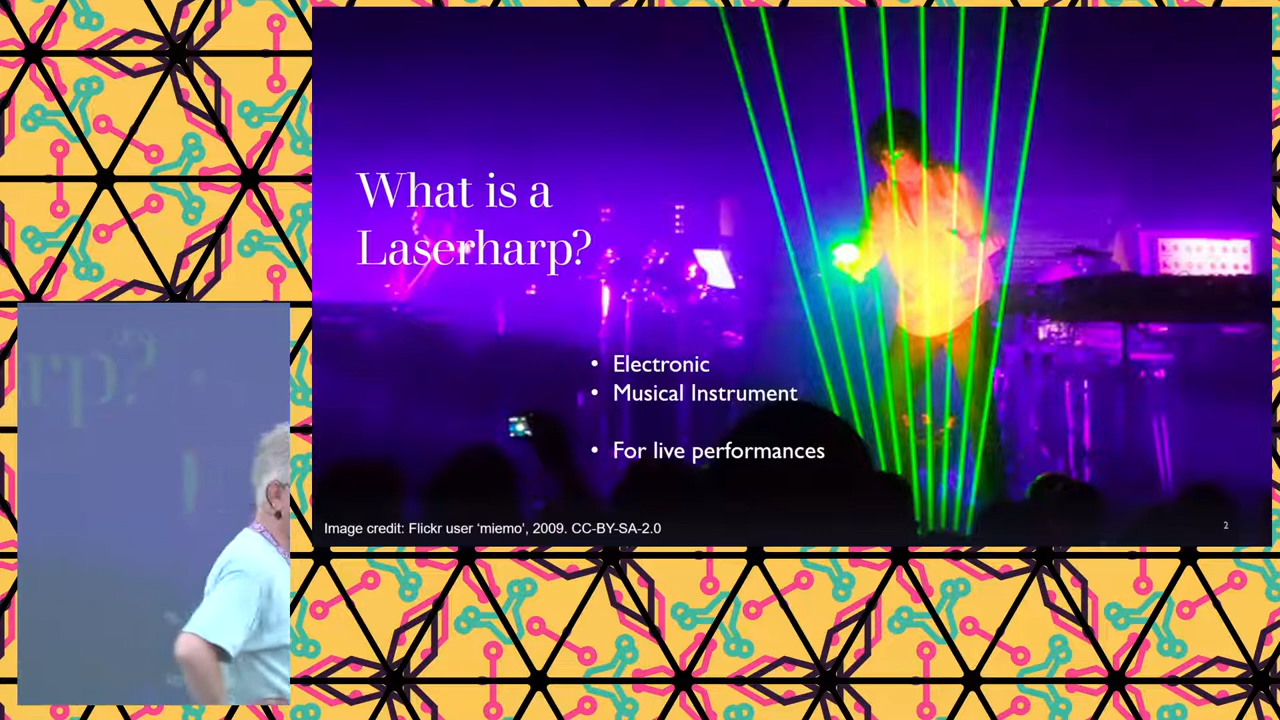 What is a
Laserharp?
• Electronic
• Musical Instrument
• For live performances
Image credit: Flickr user ‘miemo’, 2009. CC-BY-SA-2.0
2
rp?